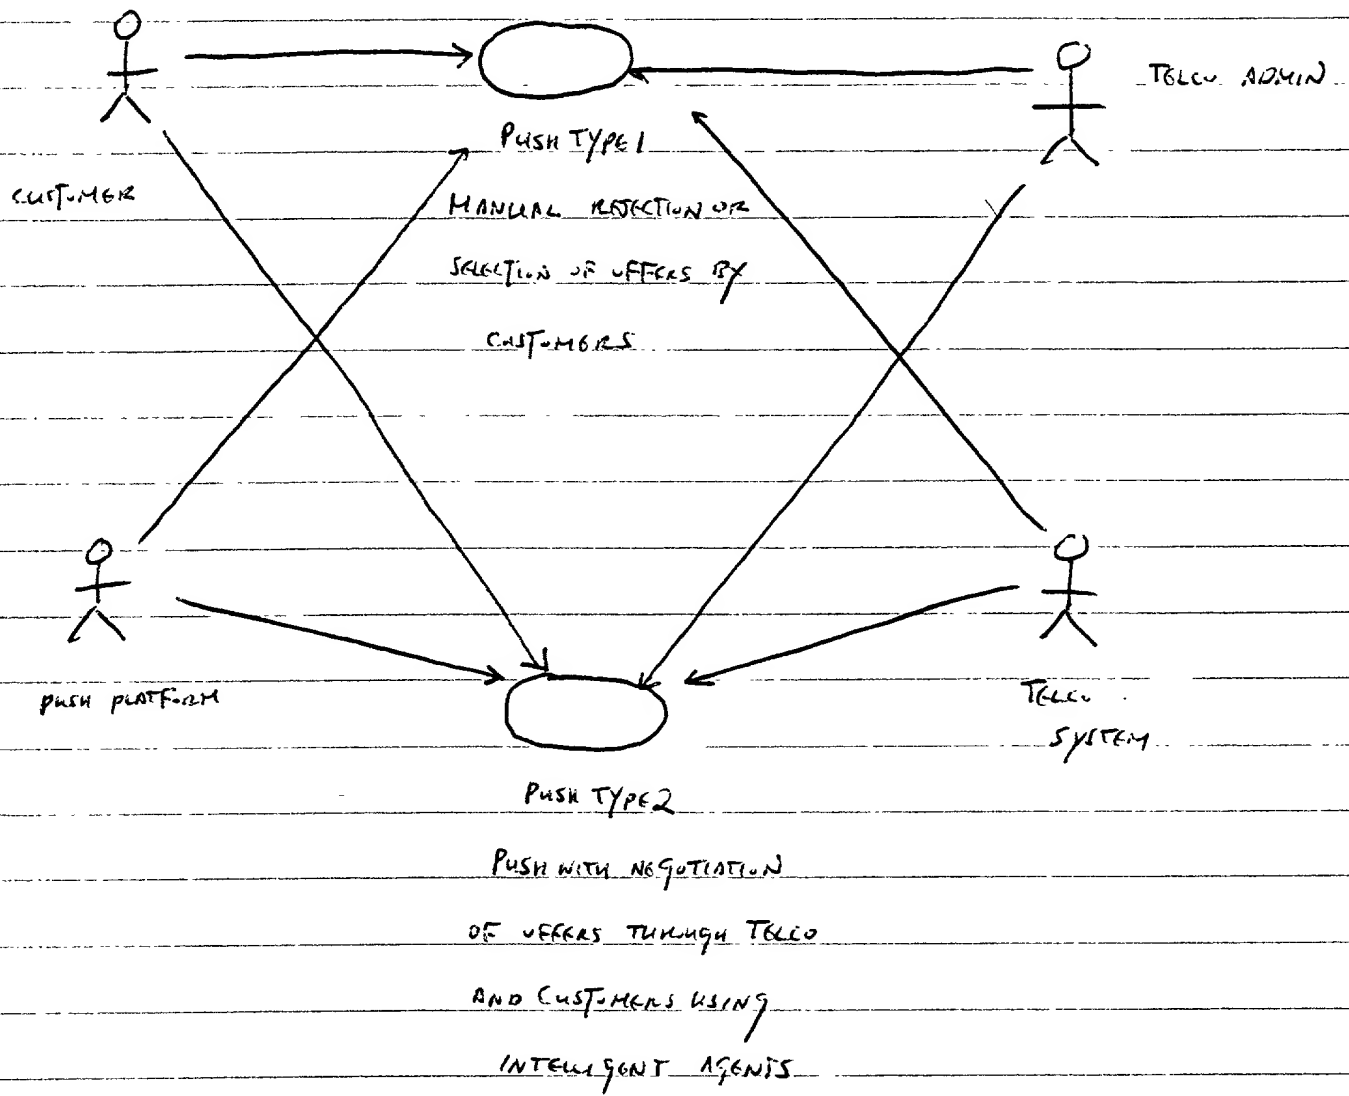 TELCO ADMIN
PUSH TYPE 1
CUSTOMER
MANUAL REJECTION OR
SELECTION OF OFFERS BY
CUSTOMERS
PUSH PLATFORM
TELCO
SYSTEM
PUSH TYPE 2
PUSH WITH NEGOTIATION
OF OFFERS THROUGH TELCO
AND CUSTOMERS USING
INTELLIGENT AGENTS